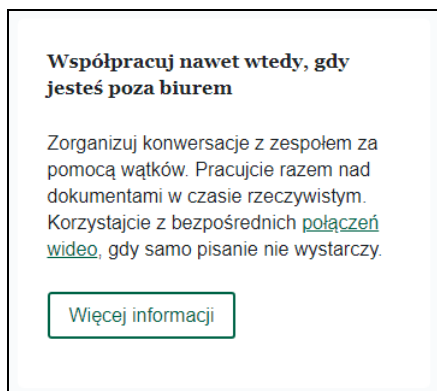 Współpracuj nawet wtedy, gdy
jesteś poza biurem
Zorganizuj konwersacje z zespołem za
pomocą wątków. Pracujcie razem nad
dokumentami w czasie rzeczywistym.
Korzystajcie z bezpośrednich połączeń
wideo, gdy samo pisanie nie wystarczy.
Więcej informacji